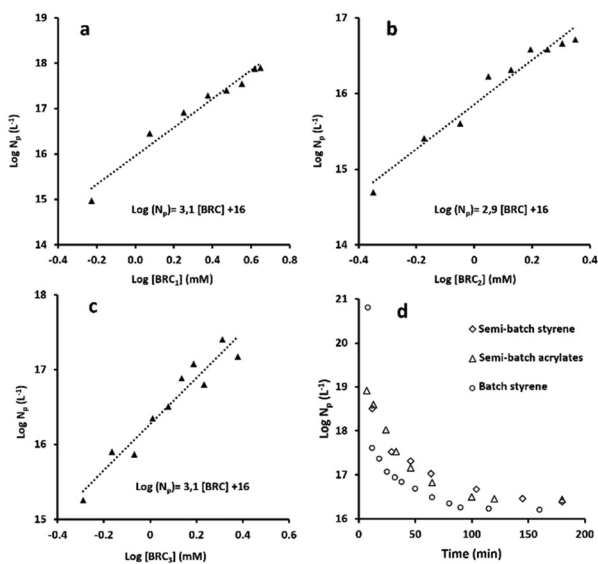 a
19
18
17
16
15
14
Log Np (L-1)
Log (Np)= 3,1 [BRC] +16
-0.4 -0.2 0.0 0.2 0.4 0.6 0.8
Log [BRC1] (mM)
b
17
16
15
14
Log Np (L-1)
Log (Np)= 2,9 [BRC] +16
-0.4 -0.2 0.0 0.2 0.4
Log [BRC2] (mM)
c
18
17
16
15
Log Np (L-1)
Log (Np)= 3,1 [BRC] +16
-0.4 -0.2 0.0 0.2 0.4 0.6
Log [BRC3] (mM)
d
21
20
19
18
17
16
Log Np (L-1)
Semi-batch styrene
Semi-batch acrylates
Batch styrene
0 50 100 150 200
Time (min)